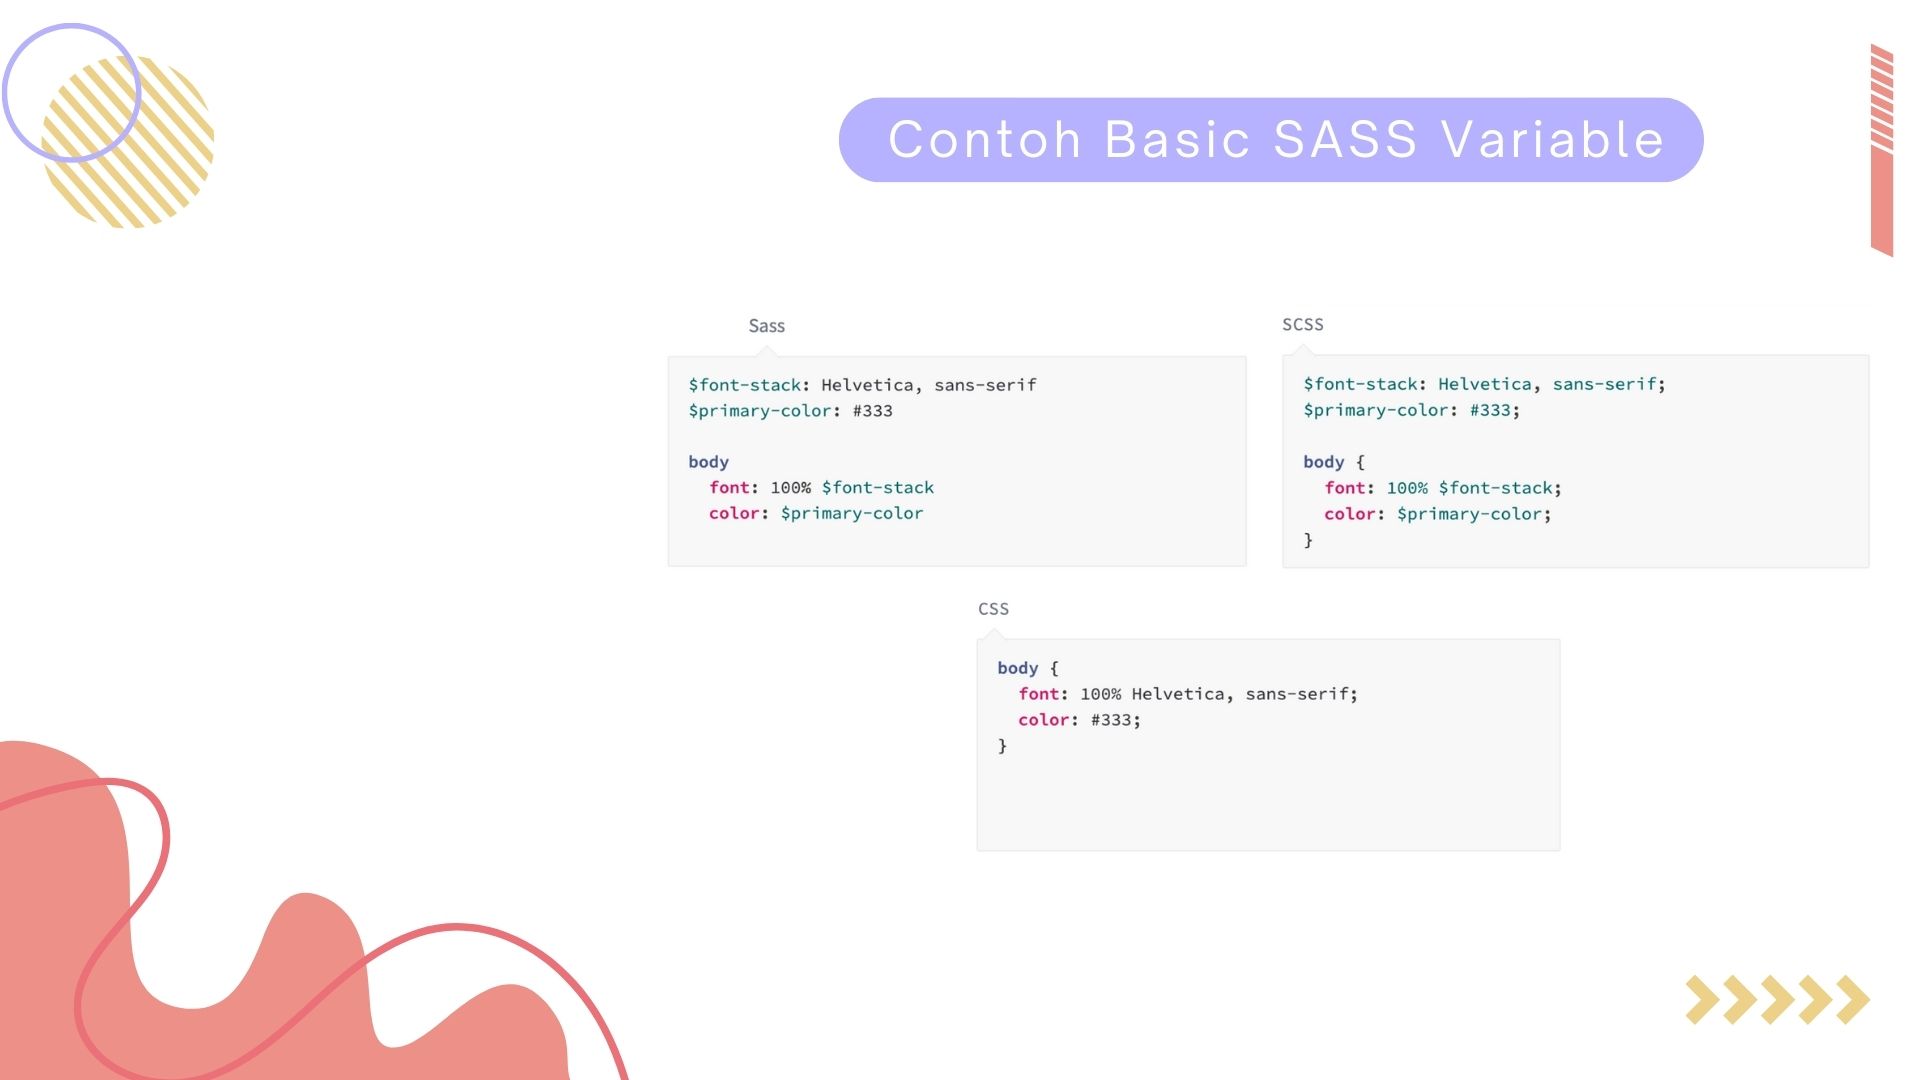 Contoh Basic SASS Variable
Sass
$font-stack: Helvetica, sans-serif
$primary-color: #333
body
  font: 100% $font-stack
  color: $primary-color
SCSS
$font-stack: Helvetica, sans-serif;
$primary-color: #333;
body {
  font: 100% $font-stack;
  color: $primary-color;
}
CSS
body {
  font: 100% Helvetica, sans-serif;
  color: #333;
}